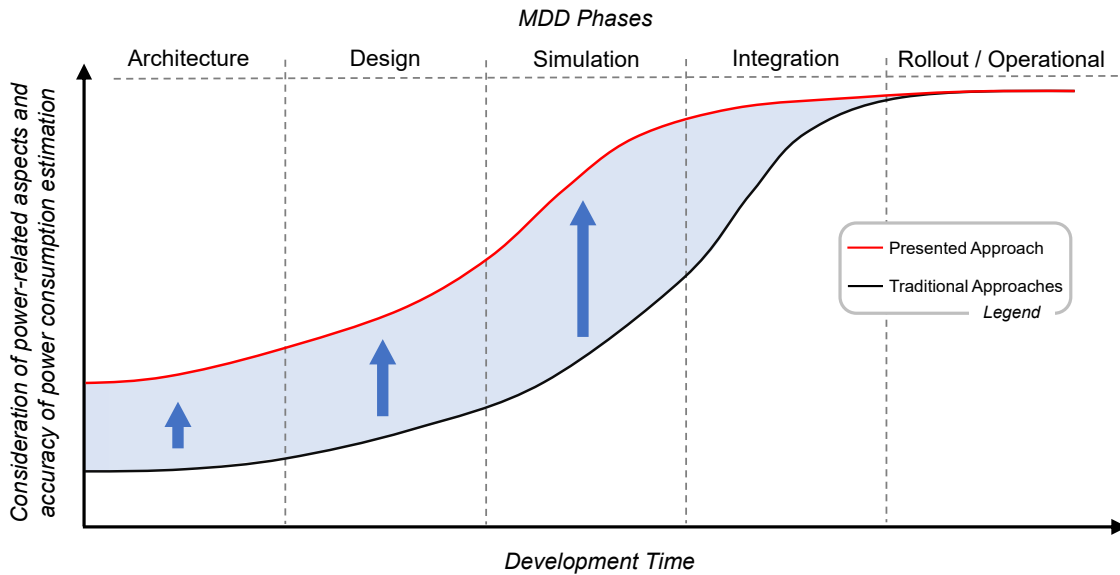 MDD Phases
Architecture
Design
Simulation
Integration
Rollout / Operational
Consideration of power-related aspects and
accuracy of power consumption estimation
Presented Approach
Traditional Approaches
Legend
Development Time